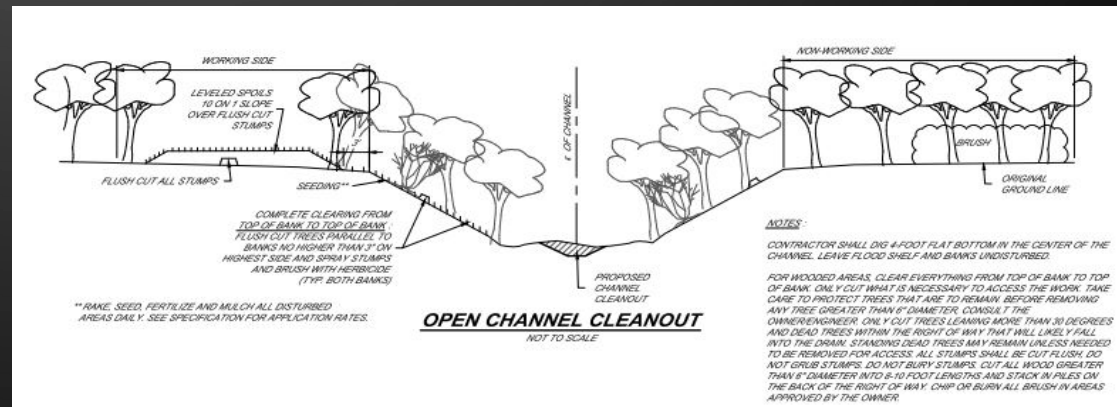 WORKING SIDE
LEVELED SPOILS
10 ON 1 SLOPE
OVER FLUSH CUT
STUMPS
3'
FLUSH CUT ALL STUMPS
SEEDING**
COMPLETE CLEARING FROM
TOP OF BANK TO TOP OF BANK :
FLUSH CUT TREES PARALLEL TO
BANKS NO HIGHER THAN 3" ON
HIGHEST SIDE AND SPRAY STUMPS
AND BRUSH WITH HERBICIDE
(TYP. BOTH BANKS)
** RAKE, SEED, FERTILIZE AND MULCH ALL DISTURBED
AREAS DAILY. SEE SPECIFICATION FOR APPLICATION RATES.
℄ OF CHANNEL
PROPOSED
CHANNEL
CLEANOUT
OPEN CHANNEL CLEANOUT
NOT TO SCALE
NON-WORKING SIDE
BRUSH
ORIGINAL
GROUND LINE
NOTES :
CONTRACTOR SHALL DIG 4-FOOT FLAT BOTTOM IN THE CENTER OF THE
CHANNEL. LEAVE FLOOD SHELF AND BANKS UNDISTURBED.
FOR WOODED AREAS, CLEAR EVERYTHING FROM TOP OF BANK TO TOP
OF BANK. ONLY CUT WHAT IS NECESSARY TO ACCESS THE WORK. TAKE
CARE TO PROTECT TREES THAT ARE TO REMAIN. BEFORE REMOVING
ANY TREE GREATER THAN 6" DIAMETER, CONSULT THE
OWNER/ENGINEER. ONLY CUT TREES LEANING MORE THAN 30 DEGREES
AND DEAD TREES WITHIN THE RIGHT OF WAY THAT WILL LIKELY FALL
INTO THE DRAIN. STANDING DEAD TREES MAY REMAIN UNLESS NEEDED
TO BE REMOVED FOR ACCESS. ALL STUMPS SHALL BE CUT FLUSH, DO
NOT GRUB STUMPS. DO NOT BURY STUMPS. CUT ALL WOOD GREATER
THAN 6" DIAMETER INTO 8-10 FOOT LENGTHS AND STACK IN PILES ON
THE BACK OF THE RIGHT OF WAY. CHIP OR BURN ALL BRUSH IN AREAS
APPROVED BY THE OWNER.